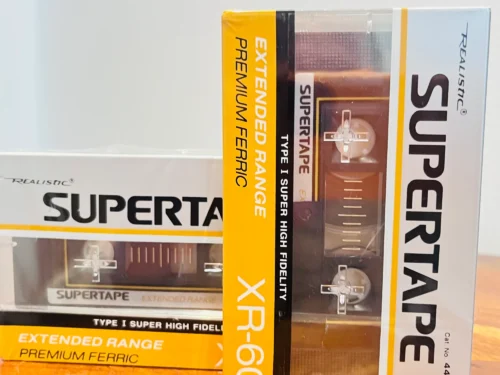 REALISTIC®
SUPERTA
SUPERTAPE
EXTENDED RANGE
TYPE I SUPER HIGH FIDELI
EXTENDED RANGE
PREMIUM FERRIC
X
EXTENDED RANGE
PREMIUM FERRIC
XR-60
TYPE I SUPER HIGH FIDELITY
SUPERTAPE
REALISTIC®
SUPERTAPE
Cat. No. 44